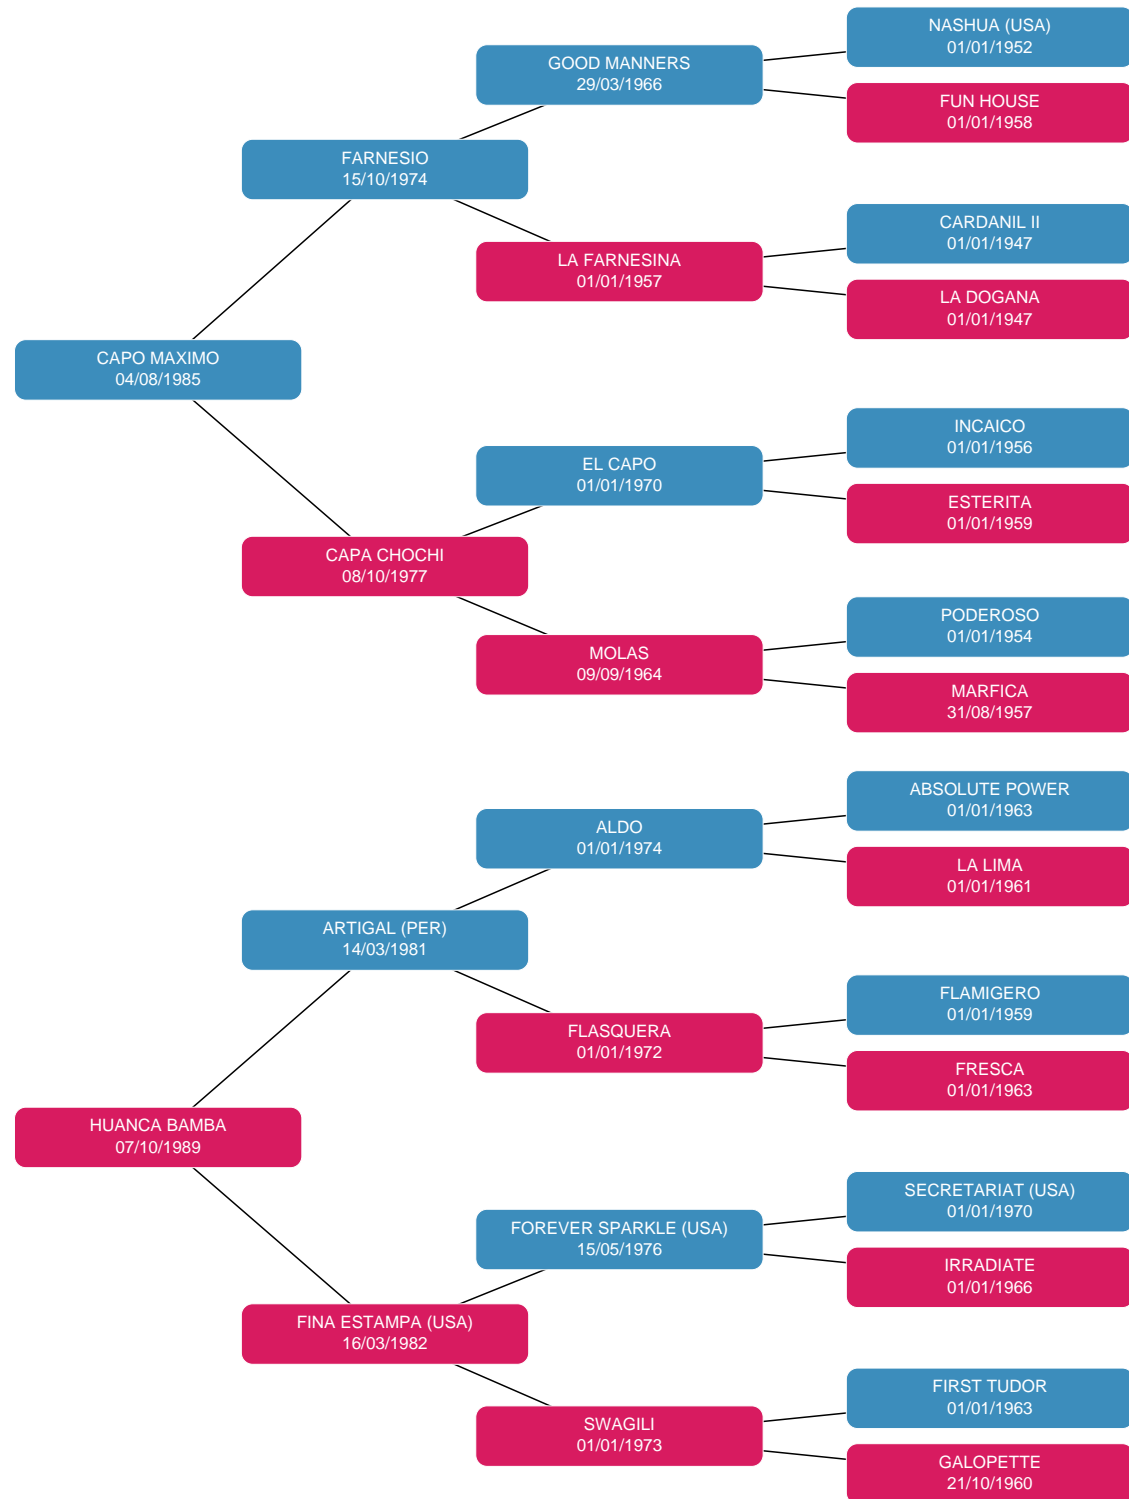 NASHUA (USA)
01/01/1952
GOOD MANNERS
29/03/1966
FUN HOUSE
01/01/1958
FARNESIO
15/10/1974
CARDANIL II
01/01/1947
LA FARNESINA
01/01/1957
LA DOGANA
01/01/1947
CAPO MAXIMO
04/08/1985
INCAICO
01/01/1956
EL CAPO
01/01/1970
ESTERITA
01/01/1959
CAPA CHOCHI
08/10/1977
PODEROSO
01/01/1954
MOLAS
09/09/1964
MARFICA
31/08/1957
ABSOLUTE POWER
01/01/1963
ALDO
01/01/1974
LA LIMA
01/01/1961
ARTIGAL (PER)
14/03/1981
FLAMIGERO
01/01/1959
FLASQUERA
01/01/1972
FRESCA
01/01/1963
HUANCA BAMBA
07/10/1989
SECRETARIAT (USA)
01/01/1970
FOREVER SPARKLE (USA)
15/05/1976
IRRADIATE
01/01/1966
FINA ESTAMPA (USA)
16/03/1982
FIRST TUDOR
01/01/1963
SWAGILI
01/01/1973
GALOPETTE
21/10/1960